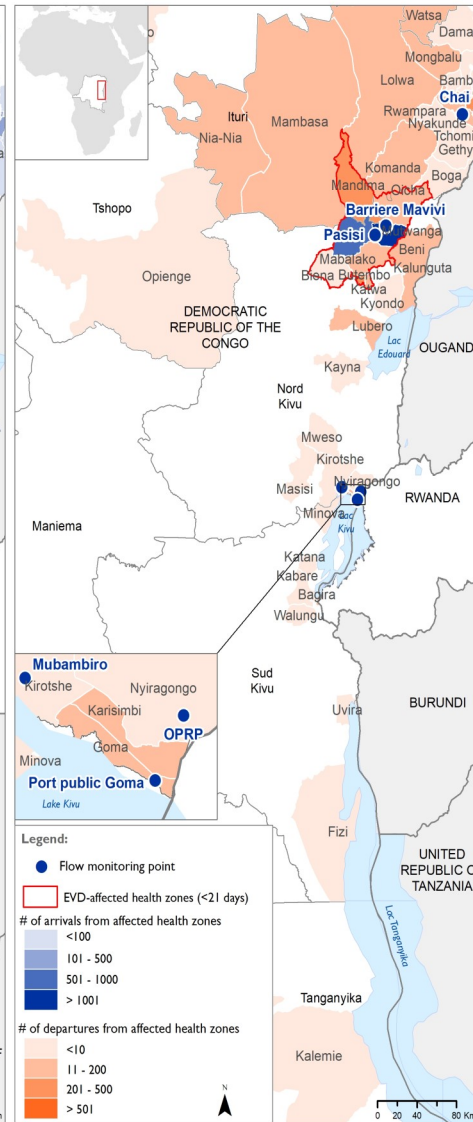 Watsa
Dama
Mongbalu
Lolwa
Bamb
Chai
Rwampara
Ituri
Mambasa
Nyakunde
Tchomi
Nia-Nia
Gethy
Komanda
Boga
Mandima
Oicha
Tshopo
Barriere Mavivi
Pasisi
Mutwanga
Beni
Mabalako
Kalunguta
Opienge
Biena
Butembo
Katwa
Kyondo
DEMOCRATIC
REPUBLIC OF THE
CONGO
Lubero
Lac
Edouard
OUGAND
Kayna
Nord
Kivu
Mweso
Kirotshe
Nyiragongo
Masisi
RWANDA
Minova
Lac
Kivu
Maniema
Katana
Kabare
Bagira
Walungu
Sud
Kivu
Mubambiro
Kirotshe
Nyiragongo
Karisimbi
OPRP
Goma
Minova
Port public Goma
Lake Kivu
Uvira
BURUNDI
Fizi
UNITED
REPUBLIC O
TANZANIA
Lac Tanganyika
Tanganyika
Kalemie
Legend:
Flow monitoring point
EVD-affected health zones (<21 days)
# of arrivals from affected health zones
<100
101 - 500
501 - 1000
> 1001
# of departures from affected health zones
<10
11 - 200
201 - 500
> 501
N
0 20 40 80 Km